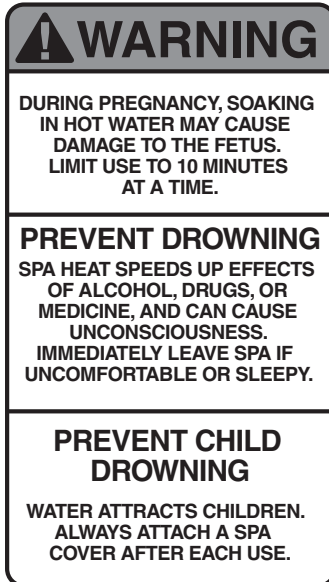 WARNING
DURING PREGNANCY, SOAKING
IN HOT WATER MAY CAUSE
DAMAGE TO THE FETUS.
LIMIT USE TO 10 MINUTES
AT A TIME.
PREVENT DROWNING
SPA HEAT SPEEDS UP EFFECTS
OF ALCOHOL, DRUGS, OR
MEDICINE, AND CAN CAUSE
UNCONSCIOUSNESS.
IMMEDIATELY LEAVE SPA IF
UNCOMFORTABLE OR SLEEPY.
PREVENT CHILD
DROWNING
WATER ATTRACTS CHILDREN.
ALWAYS ATTACH A SPA
COVER AFTER EACH USE.